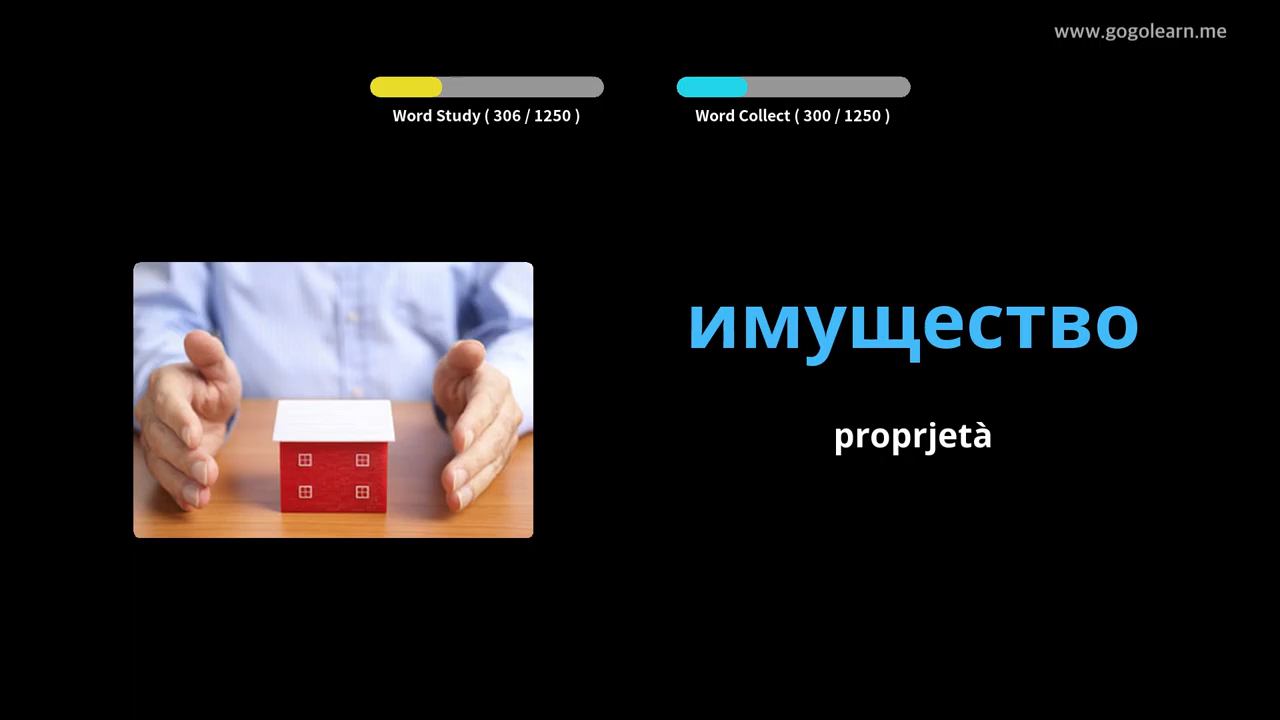 www.gogolearn.me
Word Study ( 306 / 1250 )
Word Collect ( 300 / 1250 )
имущество
proprjetà